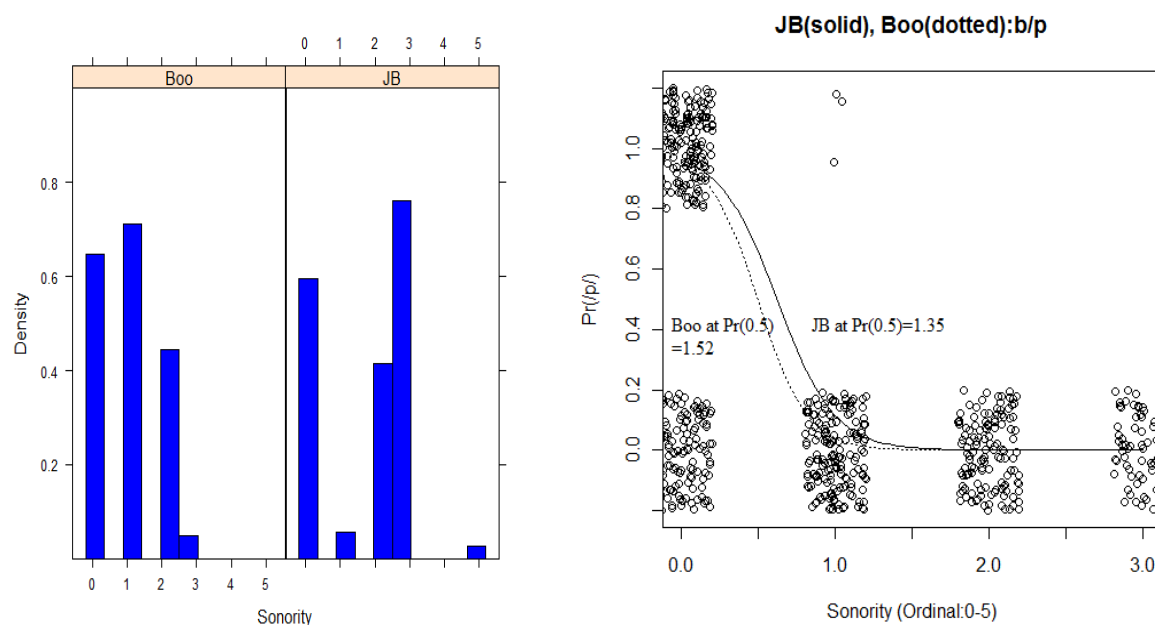 0 1 2 3 4 5
Boo JB
Density
0.8
0.6
0.4
0.2
0 1 2 3 4 5
Sonority
JB(solid), Boo(dotted):b/p
Pr(/p/)
1.0
0.8
0.6
0.4
0.2
0.0
Boo at Pr(0.5)
=1.52
JB at Pr(0.5)=1.35
0.0 1.0 2.0 3.0
Sonority (Ordinal:0-5)